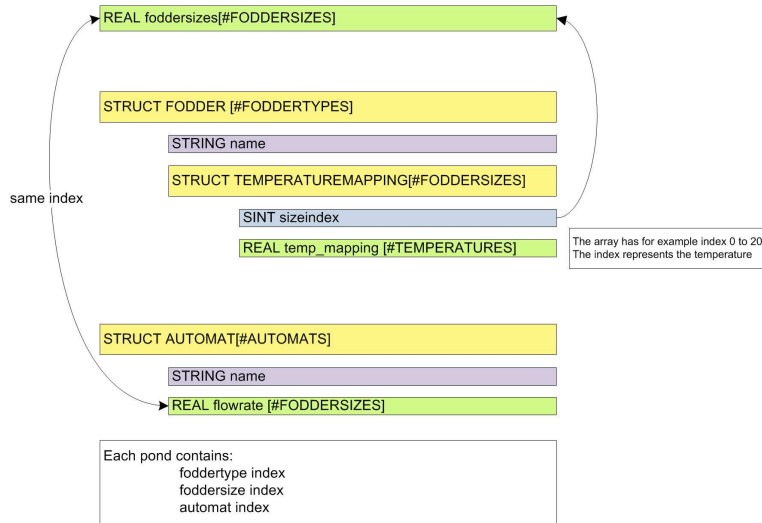 REAL foddersizes[#FODDERSIZES]
STRUCT FODDER [#FODDERTYPES]
STRING name
STRUCT TEMPERATUREMAPPING[#FODDERSIZES]
same index
SINT sizeindex
REAL temp_mapping [#TEMPERATURES]
The array has for example index 0 to 20
The index represents the temperature
STRUCT AUTOMAT[#AUTOMATS]
STRING name
REAL flowrate [#FODDERSIZES]
Each pond contains:
foddertype index
foddersize index
automat index